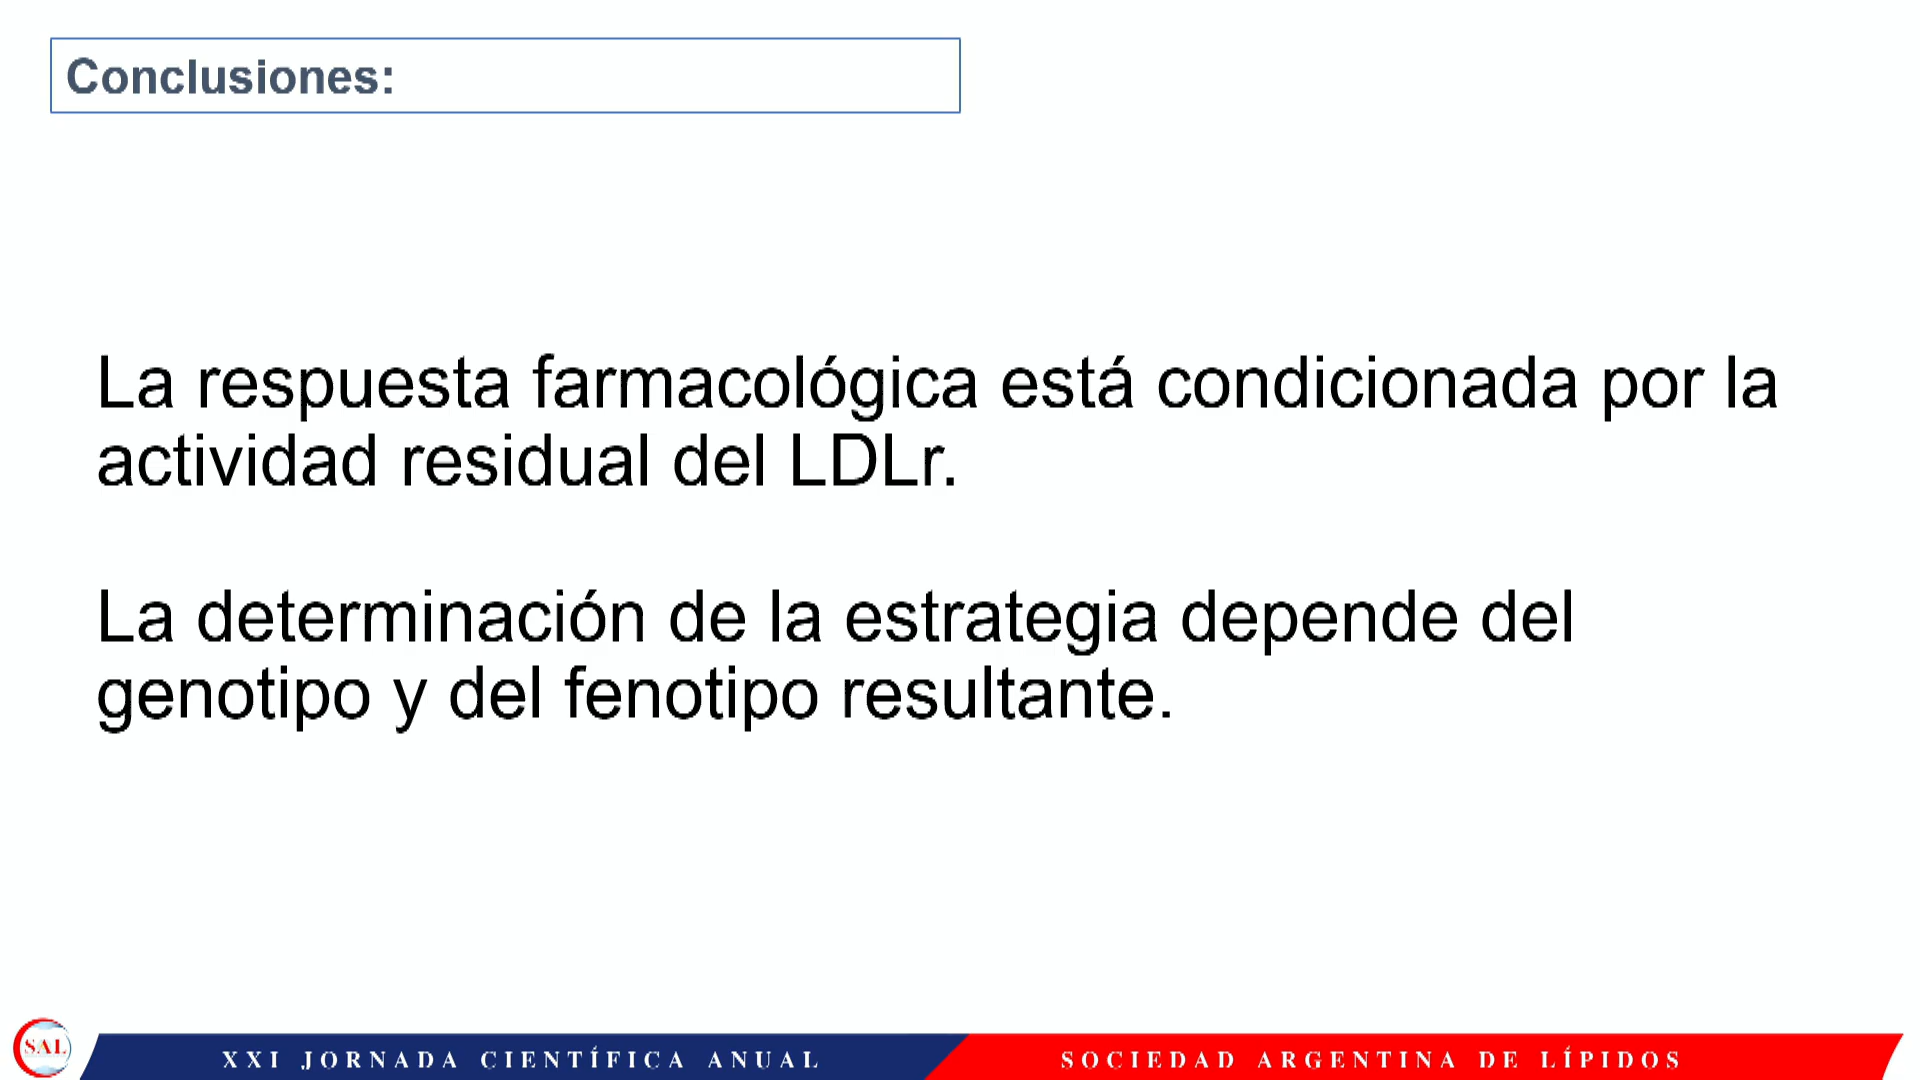 Conclusiones:
La respuesta farmacológica está condicionada por la
actividad residual del LDLr.
La determinación de la estrategia depende del
genotipo y del fenotipo resultante.
SAL
XXI JORNADA CIENTÍFICA ANUAL
SOCIEDAD ARGENTINA DE LÍPIDOS